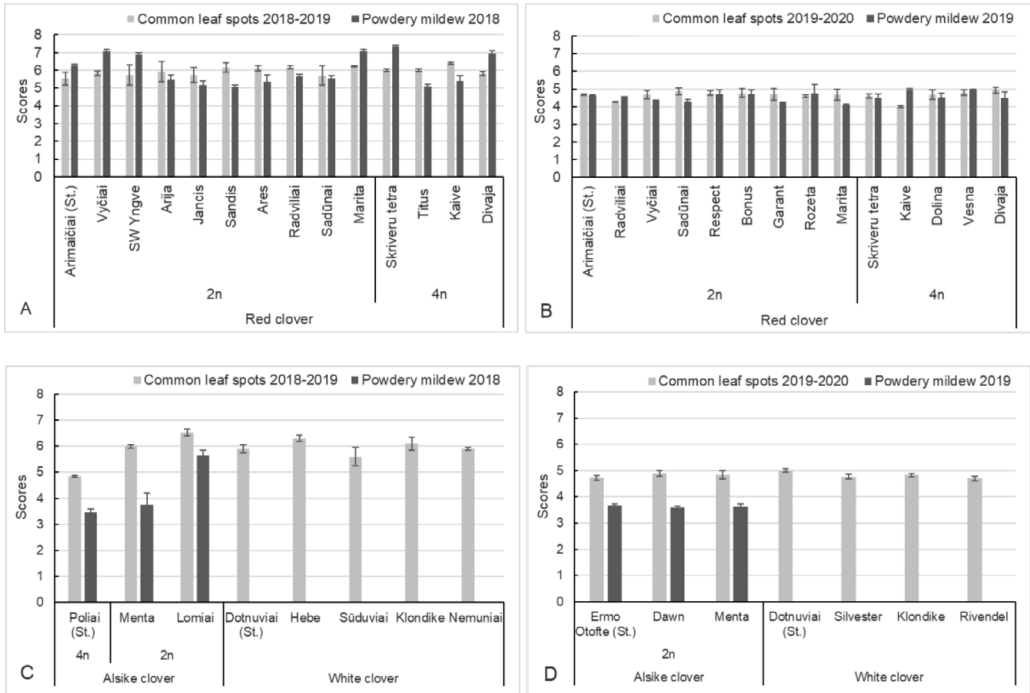 Common leaf spots 2018-2019 Powdery mildew 2018
Scores
8
7
6
5
4
3
2
1
0
Arimaičiai (St.)
Vyčiai
SW Yngve
Arija
Jancis
Sandis
Ares
Radviliai
Sadūnai
Marita
Skriveru tetra
Titus
Kaive
Divaja
2n 4n
A
Red clover
Common leaf spots 2019-2020 Powdery mildew 2019
Scores
8
7
6
5
4
3
2
1
0
Arimaičiai (St.)
Radviliai
Vyčiai
Sadūnai
Respect
Bonus
Garant
Rozeta
Marita
Skriveru tetra
Kaive
Dolina
Vesna
Divaja
2n 4n
B
Red clover
Common leaf spots 2018-2019 Powdery mildew 2018
Scores
8
7
6
5
4
3
2
1
0
Poliai Menta Lomiai Dotnuviai Hebe Sūduviai Klondike Nemuniai
(St.) (St.)
4n 2n
C Alsike clover White clover
Common leaf spots 2019-2020 Powdery mildew 2019
Scores
8
7
6
5
4
3
2
1
0
Ermo Dawn Menta Dotnuviai Silvester Klondike Rivendel
Otofte (St.) (St.)
2n
D Alsike clover White clover